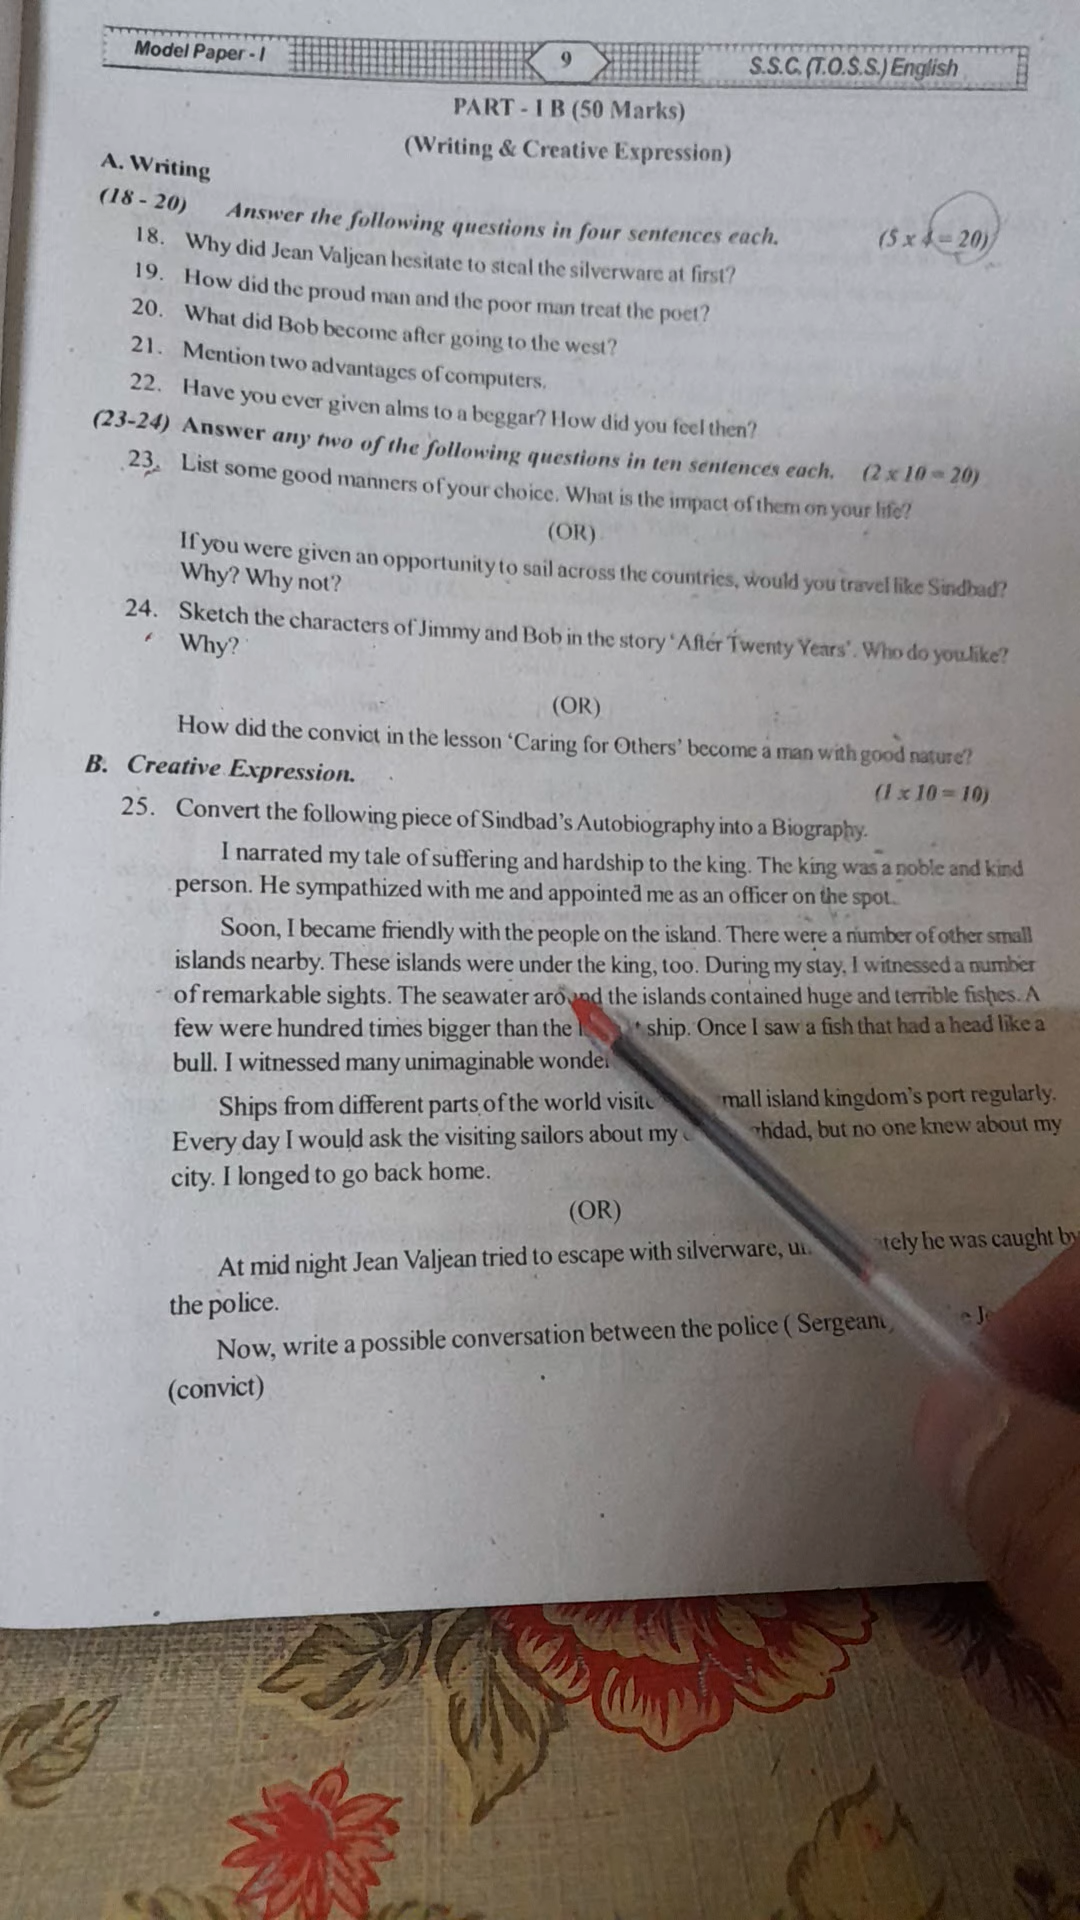 Model Paper - I
9
S.S.C. (T.O.S.S.) English
PART - I B (50 Marks)
(Writing & Creative Expression)
A. Writing
(18 - 20) Answer the following questions in four sentences each. (5 x 4 = 20)
18. Why did Jean Valjean hesitate to steal the silverware at first?
19. How did the proud man and the poor man treat the poet?
20. What did Bob become after going to the west?
21. Mention two advantages of computers.
22. Have you ever given alms to a beggar? How did you feel then?
(23-24) Answer any two of the following questions in ten sentences each. (2 x 10 = 20)
23. List some good manners of your choice. What is the impact of them on your life?
(OR)
If you were given an opportunity to sail across the countries, would you travel like Sindbad?
Why? Why not?
24. Sketch the characters of Jimmy and Bob in the story 'After Twenty Years'. Who do you like?
Why?
(OR)
How did the convict in the lesson 'Caring for Others' become a man with good nature?
B. Creative Expression.
(1 x 10 = 10)
25. Convert the following piece of Sindbad's Autobiography into a Biography.
I narrated my tale of suffering and hardship to the king. The king was a noble and kind
person. He sympathized with me and appointed me as an officer on the spot.
Soon, I became friendly with the people on the island. There were a number of other small
islands nearby. These islands were under the king, too. During my stay, I witnessed a number
of remarkable sights. The seawater around the islands contained huge and terrible fishes. A
few were hundred times bigger than the ship. Once I saw a fish that had a head like a
bull. I witnessed many unimaginable
Ships from different parts of the world island kingdom's port regularly.
Every day I would ask the visiting sailors about my but no one knew about my
city. I longed to go back home.
(OR)
At mid night Jean Valjean tried to escape with silverware, he was caught by
the police.
Now, write a possible conversation between the police ( Sergeant
(convict)